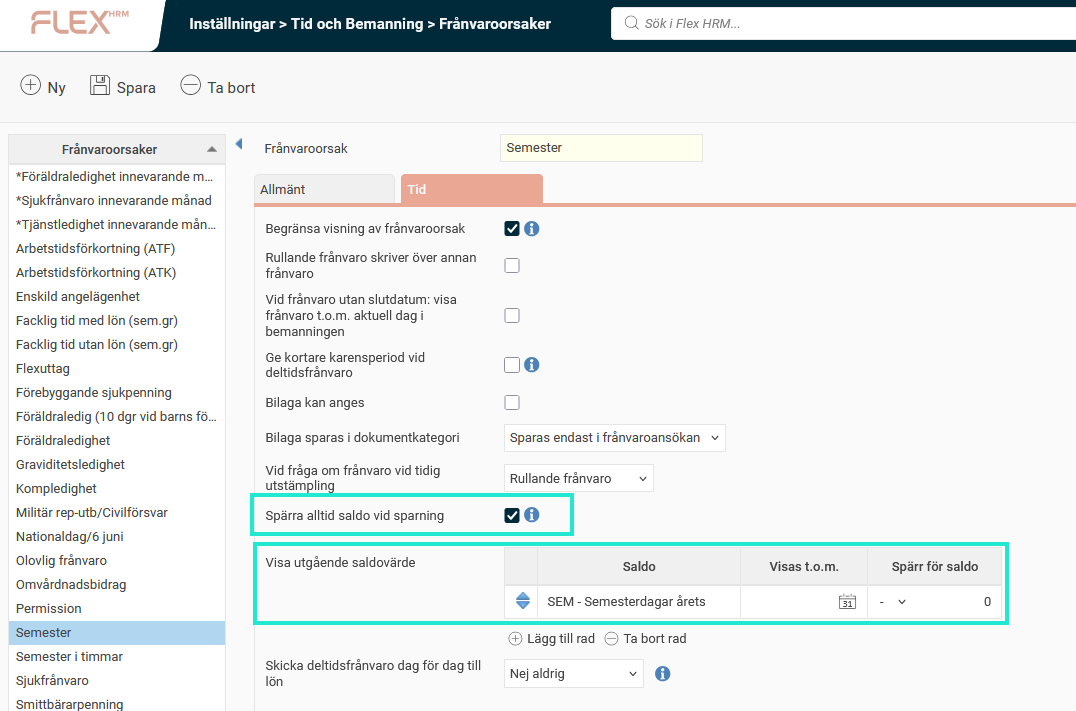 FLEX HRM
Inställningar > Tid och Bemanning > Frånvaroorsaker
Sök i Flex HRM...
Ny
Spara
Ta bort
Frånvaroorsaker
*Föräldraledighet innevarande m...
*Sjukfrånvaro innevarande månad
*Tjänstledighet innevarande mån...
Arbetstidsförkortning (ATF)
Arbetstidsförkortning (ATK)
Enskild angelägenhet
Facklig tid med lön (sem.gr)
Facklig tid utan lön (sem.gr)
Flexuttag
Förebyggande sjukpenning
Föräldraledig (10 dgr vid barns fö...
Föräldraledighet
Graviditetsledighet
Kompledighet
Militär rep-utb/Civilförsvar
Nationaldag/6 juni
Olovlig frånvaro
Omvårdnadsbidrag
Permission
Semester
Semester i timmar
Sjukfrånvaro
Smittbärarpenning
Frånvaroorsak
Semester
Allmänt
Tid
Begränsa visning av frånvaroorsak
Rullande frånvaro skriver över annan
frånvaro
Vid frånvaro utan slutdatum: visa
frånvaro t.o.m. aktuell dag i
bemanningen
Ge kortare karensperiod vid
deltidsfrånvaro
Bilaga kan anges
Bilaga sparas i dokumentkategori
Sparas endast i frånvaroansökan
Vid fråga om frånvaro vid tidig
utstämpling
Rullande frånvaro
Spärra alltid saldo vid sparning
Visa utgående saldovärde
Saldo
Visas t.o.m.
Spärr för saldo
SEM - Semesterdagar årets
31
-
0
Lägg till rad
Ta bort rad
Skicka deltidsfrånvaro dag för dag till
lön
Nej aldrig